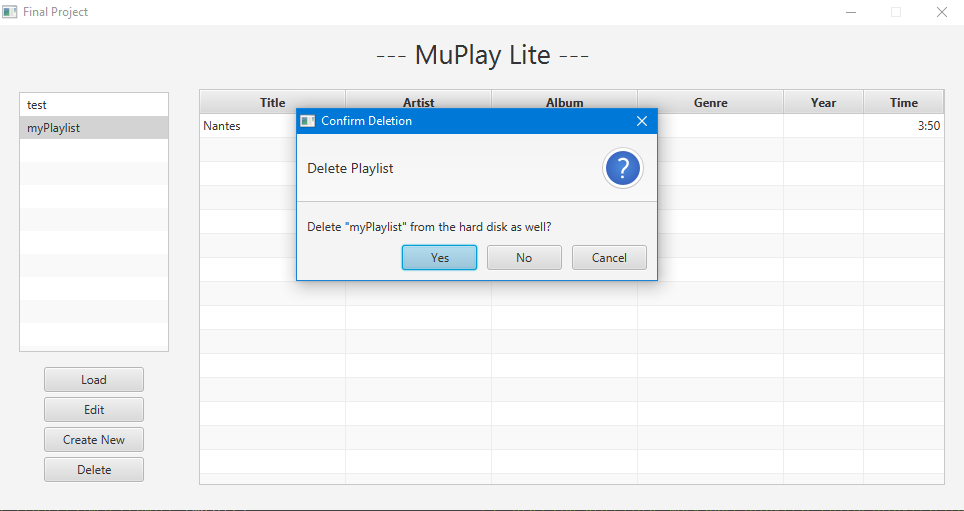 Final Project
--- MuPlay Lite ---
test
myPlaylist
Title Artist Album Genre Year Time
Nantes 3:50
Confirm Deletion
Delete Playlist
?
Delete "myPlaylist" from the hard disk as well?
Yes No Cancel
Load
Edit
Create New
Delete